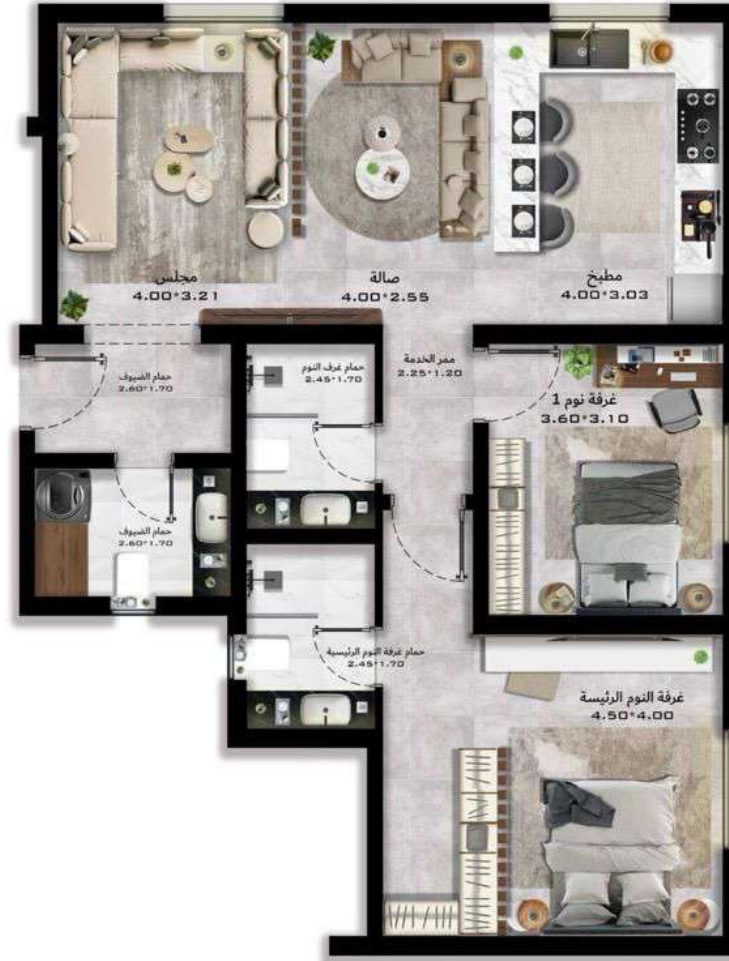 مجلس
4.00*3.21
صالة
4.00*2.55
مطبخ
4.00*3.03
حمام الضيوف
2.60*1.70
حمام غرف النوم
2.45*1.70
ممر الخدمة
2.25*1.20
غرفة نوم 1
3.60*3.10
حمام الضيوف
2.60*1.70
حمام غرفة النوم الرئيسية
2.45*1.70
غرفة النوم الرئيسة
4.50*4.00